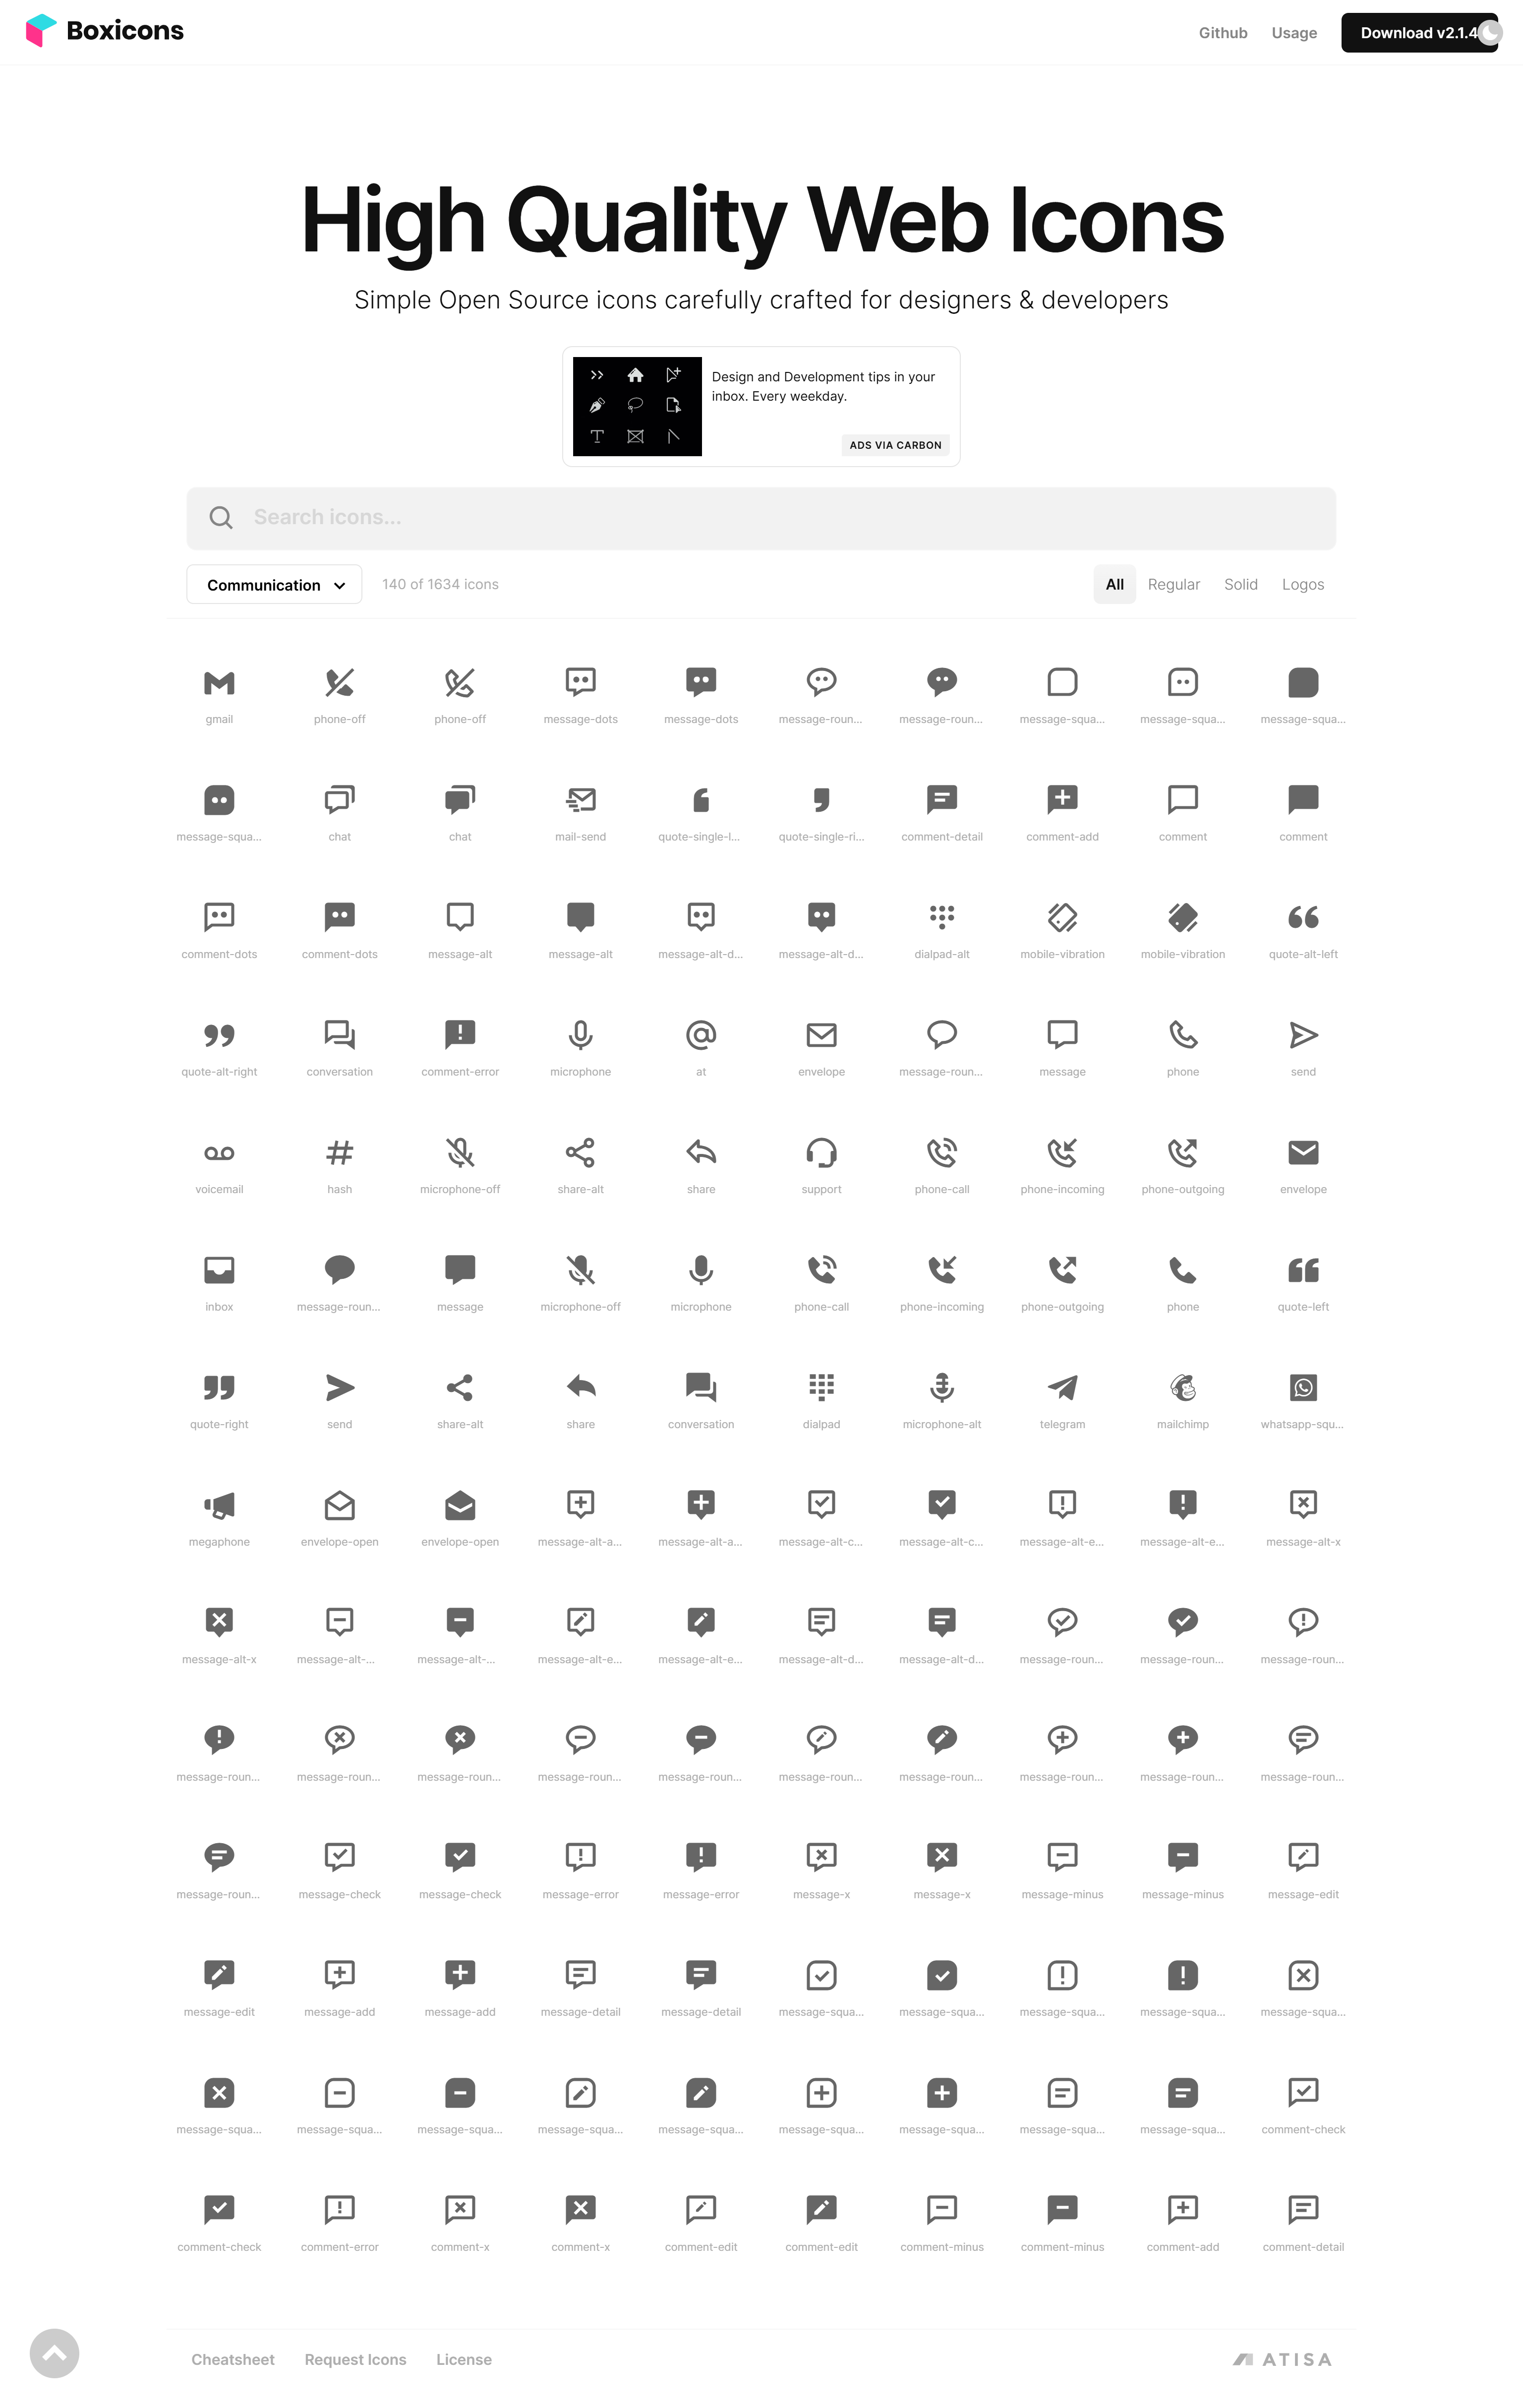 Boxicons
Github Usage Download v2.1.4
High Quality Web Icons
Simple Open Source icons carefully crafted for designers & developers
Design and Development tips in your
inbox. Every weekday.
ADS VIA CARBON
Search icons...
Communication 140 of 1634 icons All Regular Solid Logos
gmail phone-off phone-off message-dots message-dots message-roun... message-roun... message-squa... message-squa... message-squa...
message-squa... chat chat mail-send quote-single-l... quote-single-ri... comment-detail comment-add comment comment
comment-dots comment-dots message-alt message-alt message-alt-d... message-alt-d... dialpad-alt mobile-vibration mobile-vibration quote-alt-left
quote-alt-right conversation comment-error microphone at envelope message-roun... message phone send
voicemail hash microphone-off share-alt share support phone-call phone-incoming phone-outgoing envelope
inbox message-roun... message microphone-off microphone phone-call phone-incoming phone-outgoing phone quote-left
quote-right send share-alt share conversation dialpad microphone-alt telegram mailchimp whatsapp-squ...
megaphone envelope-open envelope-open message-alt-a... message-alt-a... message-alt-c... message-alt-c... message-alt-e... message-alt-e... message-alt-x
message-alt-x message-alt-... message-alt-... message-alt-e... message-alt-e... message-alt-d... message-alt-d... message-roun... message-roun... message-roun...
message-roun... message-roun... message-roun... message-roun... message-roun... message-roun... message-roun... message-roun... message-roun... message-roun...
message-roun... message-check message-check message-error message-error message-x message-x message-minus message-minus message-edit
message-edit message-add message-add message-detail message-detail message-squa... message-squa... message-squa... message-squa... message-squa...
message-squa... message-squa... message-squa... message-squa... message-squa... message-squa... message-squa... message-squa... message-squa... comment-check
comment-check comment-error comment-x comment-x comment-edit comment-edit comment-minus comment-minus comment-add comment-detail
Cheatsheet Request Icons License ATISA